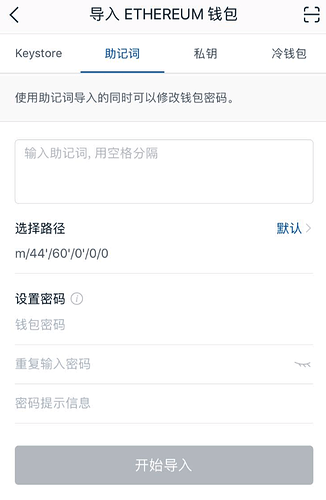 导入 ETHEREUM 钱包
Keystore 助记词 私钥 冷钱包
使用助记词导入的同时可以修改钱包密码。
输入助记词, 用空格分隔
选择路径 默认
m/44'/60'/0'/0/0
设置密码
钱包密码
重复输入密码
密码提示信息
开始导入